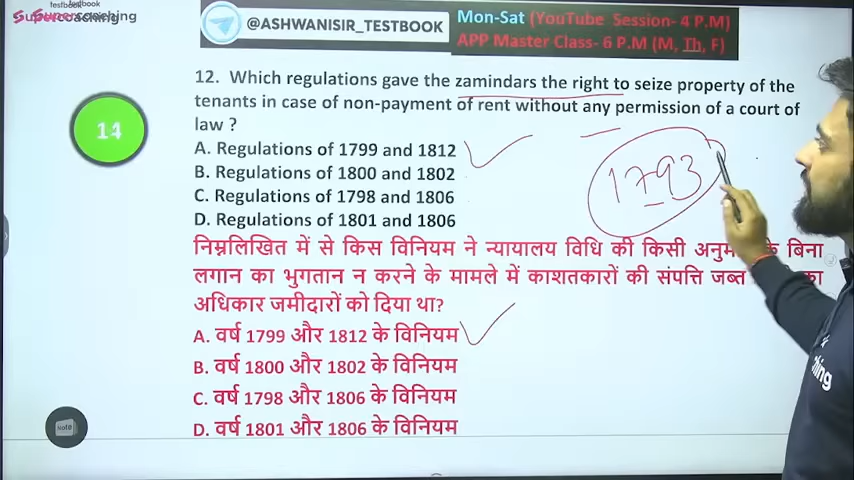 testbook
Supercoaching
@ASHWANISIR_TESTBOOK
Mon-Sat (YouTube Session- 4 P.M)
APP Master Class- 6 P.M (M, Th, F)
14
12. Which regulations gave the zamindars the right to seize property of the
tenants in case of non-payment of rent without any permission of a court of
law ?
A. Regulations of 1799 and 1812
B. Regulations of 1800 and 1802
C. Regulations of 1798 and 1806
D. Regulations of 1801 and 1806
1793
निम्नलिखित में से किस विनियम ने न्यायालय विधि की किसी के बिना
लगान का भुगतान न करने के मामले में काशतकारों की संपत्ति जब्त का
अधिकार जमींदारों को दिया था?
A. वर्ष 1799 और 1812 के विनियम
B. वर्ष 1800 और 1802 के विनियम
C. वर्ष 1798 और 1806 के विनियम
D. वर्ष 1801 और 1806 के विनियम
Note